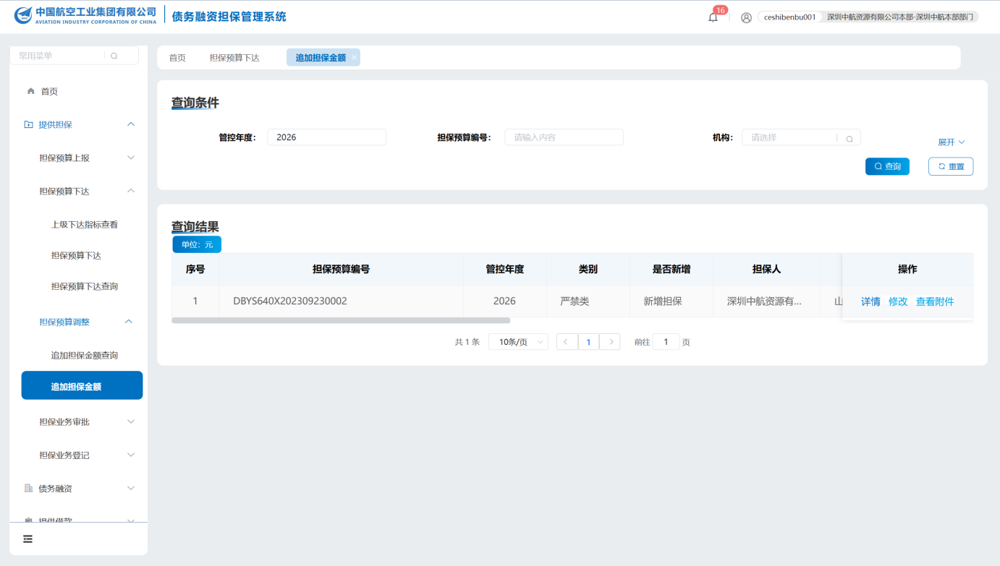 中国航空工业集团有限公司
AVIATION INDUSTRY CORPORATION OF CHINA
债务融资担保管理系统
16
ceshibenbu001
深圳中航资源有限公司本部-深圳中航本部部门
常用菜单
首页
提供担保
担保预算上报
担保预算下达
上级下达指标查看
担保预算下达
担保预算下达查询
担保预算调整
追加担保金额查询
追加担保金额
担保业务审批
担保业务登记
债务融资
提供借款
首页 担保预算下达 追加担保金额
查询条件
管控年度: 2026 担保预算编号: 请输入内容 机构: 请选择
展开
查询 重置
查询结果
单位: 元
序号 担保预算编号 管控年度 类别 是否新增 担保人 操作
1 DBYS640X202309230002 2026 严禁类 新增担保 深圳中航资源有... 山 详情 修改 查看附件
共 1 条 10条/页 1 前往 1 页